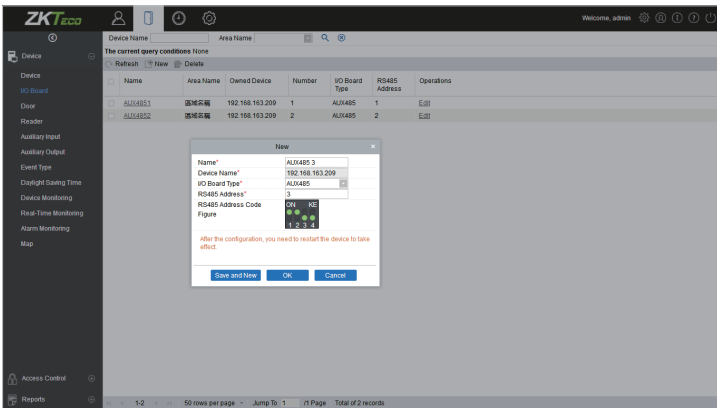 ZKTECO
Welcome, admin
Device Name Area Name
The current query conditions None
Refresh New Delete
Device
Device
I/O Board
Door
Reader
Auxiliary Input
Auxiliary Output
Event Type
Daylight Saving Time
Device Monitoring
Real-Time Monitoring
Alarm Monitoring
Map
Access Control
Reports
Name Area Name Owned Device Number I/O Board Type RS485 Address Operations
AUX4851 區域名稱 192.168.163.209 1 AUX485 1 Edit
AUX4852 區域名稱 192.168.163.209 2 AUX485 2 Edit
New
Name* AUX485 3
Device Name* 192.168.163.209
I/O Board Type* AUX485
RS485 Address* 3
RS485 Address Code Figure
ON KE
1 2 3 4
After the configuration, you need to restart the device to take
effect.
Save and New OK Cancel
1-2 50 rows per page Jump To 1 /1 Page Total of 2 records